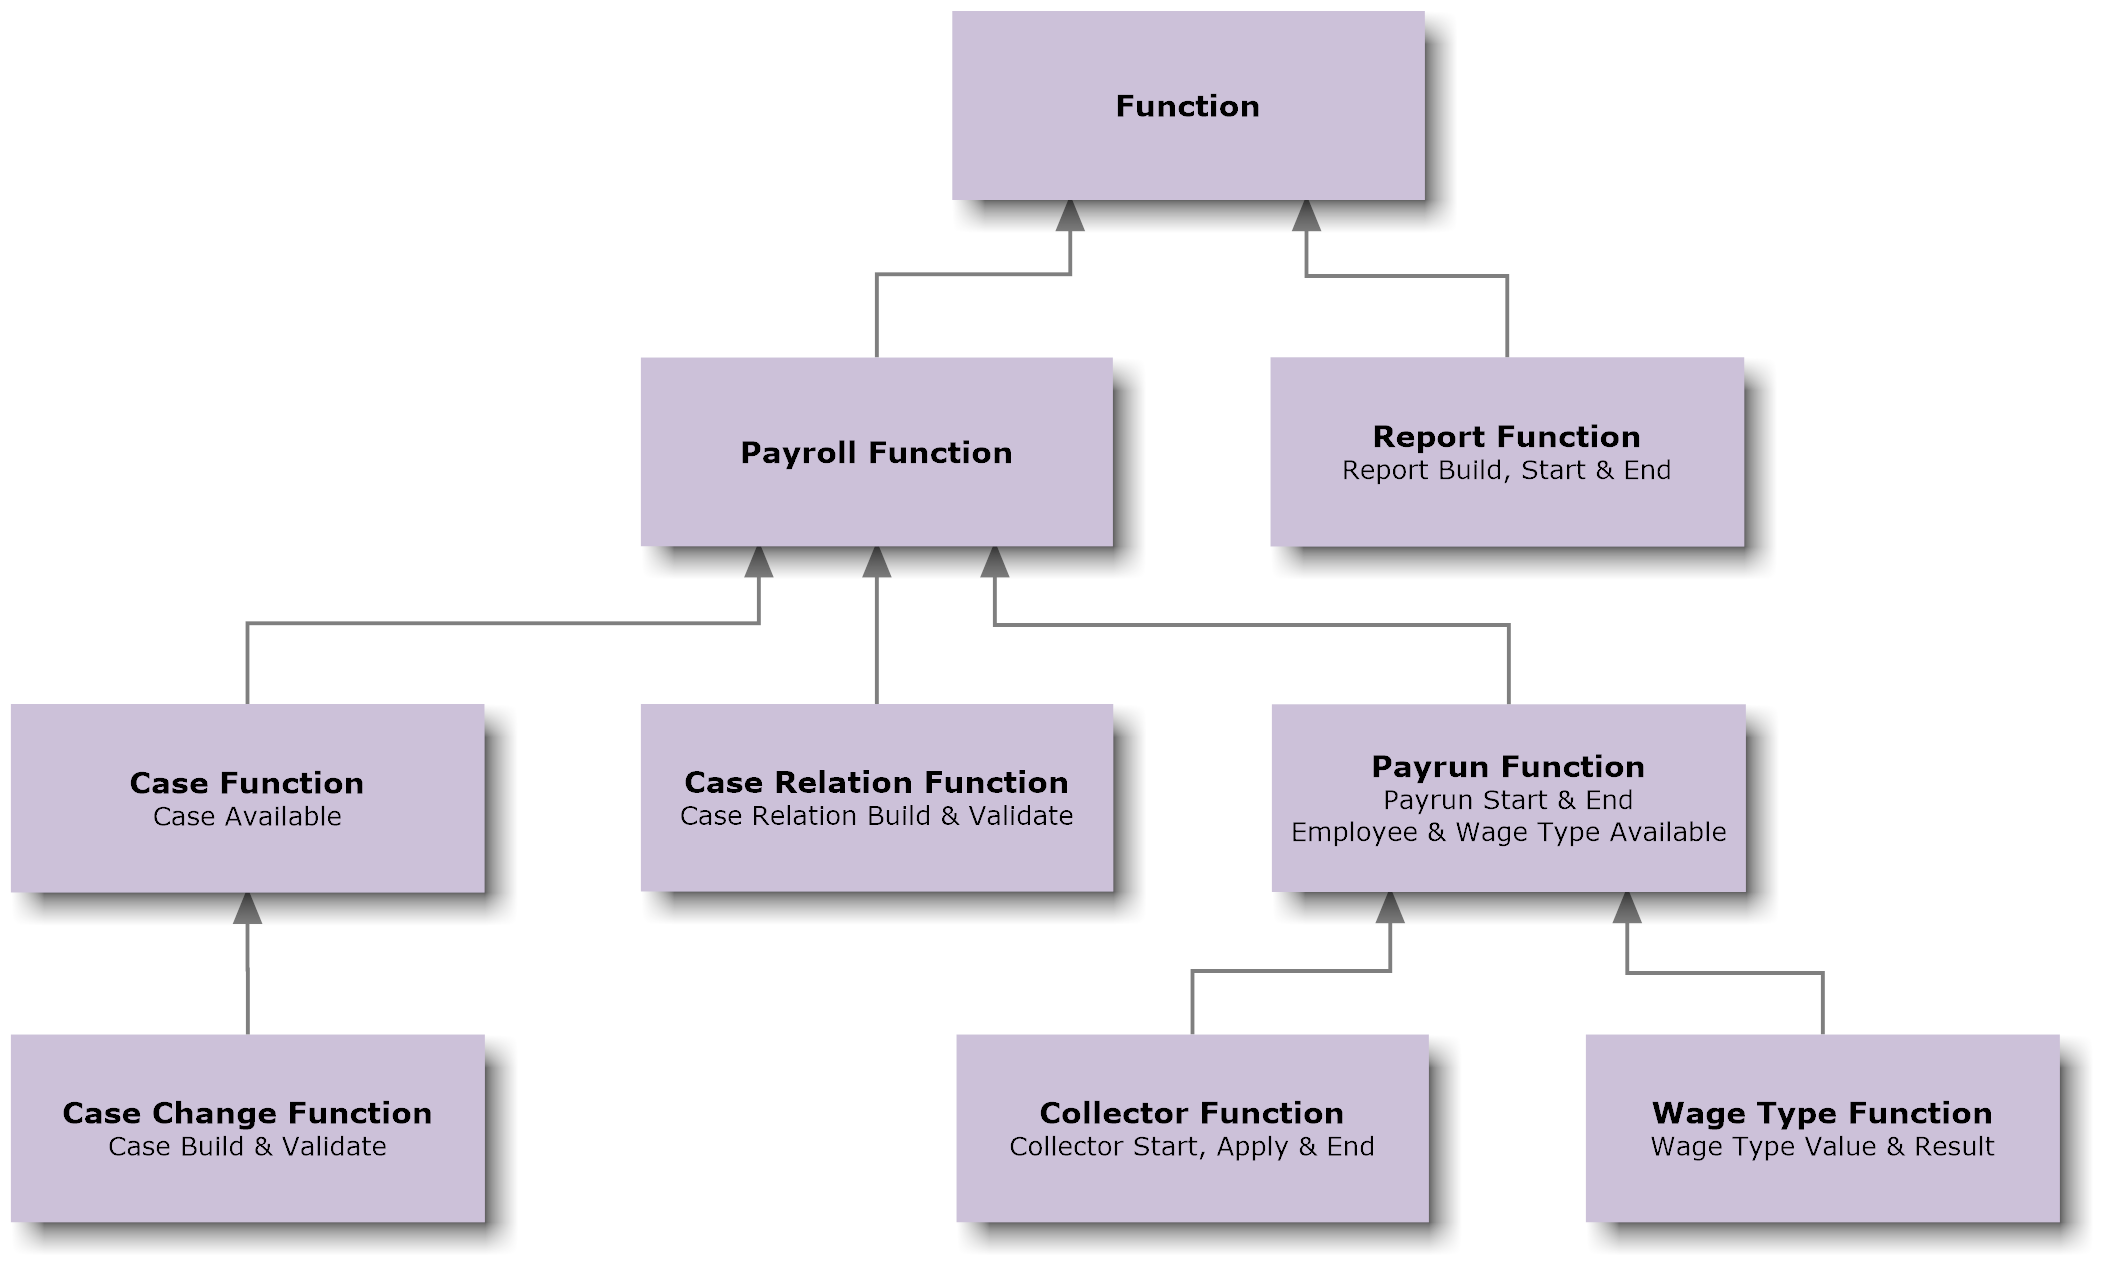 Function
Payroll Function
Report Function
Report Build, Start & End
Case Function
Case Available
Case Relation Function
Case Relation Build & Validate
Payrun Function
Payrun Start & End
Employee & Wage Type Available
Case Change Function
Case Build & Validate
Collector Function
Collector Start, Apply & End
Wage Type Function
Wage Type Value & Result